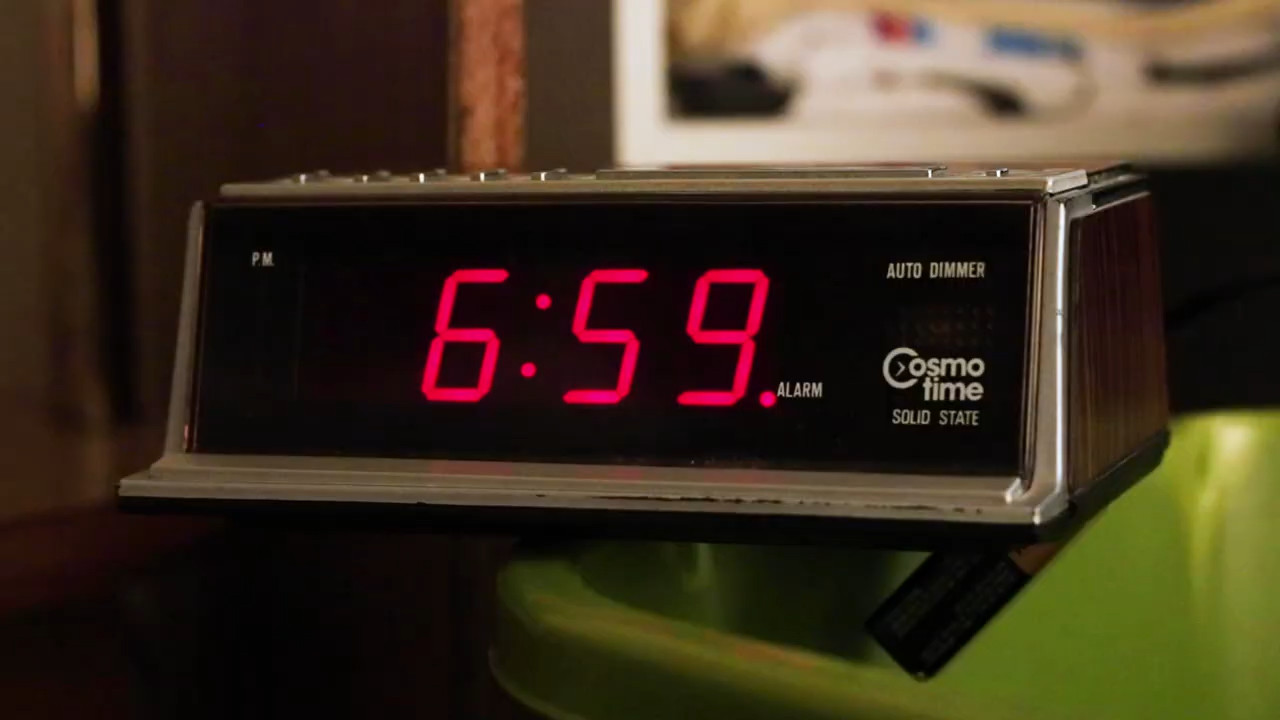 P.M.
6:59.
ALARM
AUTO DIMMER
Cosmo
time
SOLID STATE